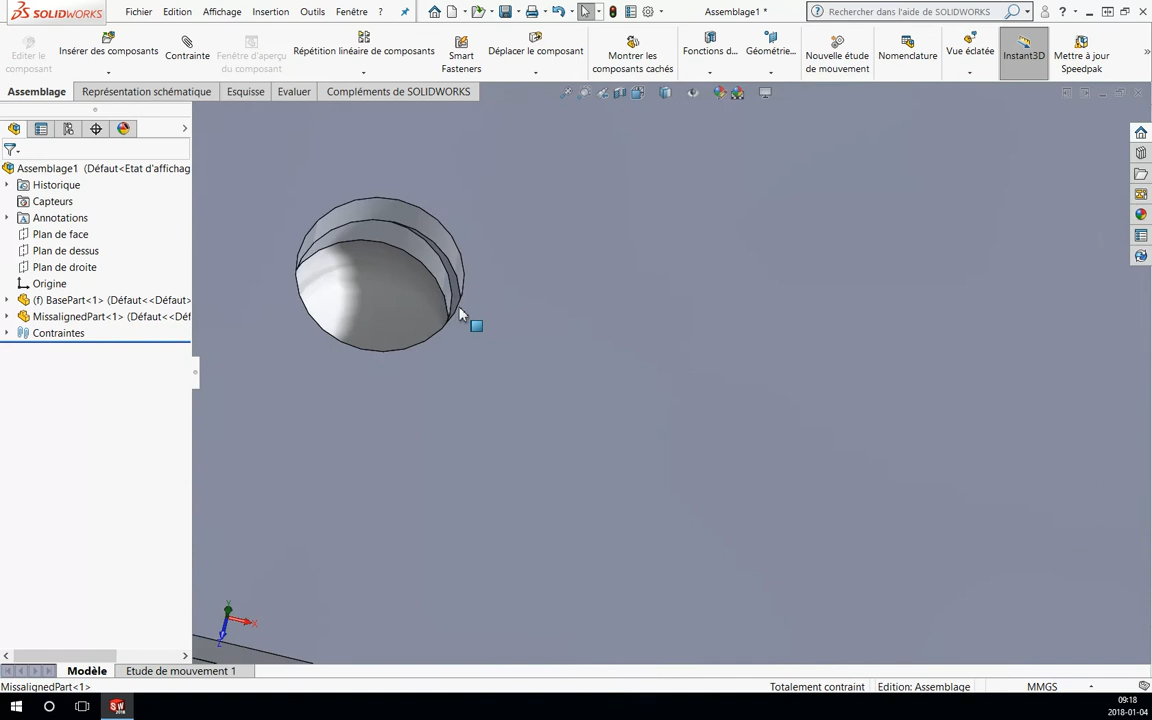 SOLIDWORKS
Fichier Edition Affichage Insertion Outils Fenêtre ?
Assemblage1 *
Rechercher dans l'aide de SOLIDWORKS
?
Editer le composant
Insérer des composants
Contrainte
Fenêtre d'aperçu du composant
Répétition linéaire de composants
Smart Fasteners
Déplacer le composant
Montrer les composants cachés
Fonctions d...
Géométrie...
Nouvelle étude de mouvement
Nomenclature
Vue éclatée
Instant3D
Mettre à jour Speedpak
Assemblage Représentation schématique Esquisse Evaluer Compléments de SOLIDWORKS
Assemblage1 (Défaut<Etat d'affichag
Historique
Capteurs
Annotations
Plan de face
Plan de dessus
Plan de droite
Origine
(f) BasePart<1> (Défaut<<Défaut>
MissalignedPart<1> (Défaut<<Déf
Contraintes
Y
X
Z
Modèle Etude de mouvement 1
MissalignedPart<1> Totalement contraint Edition: Assemblage MMGS
SW
2018
09:18
2018-01-04